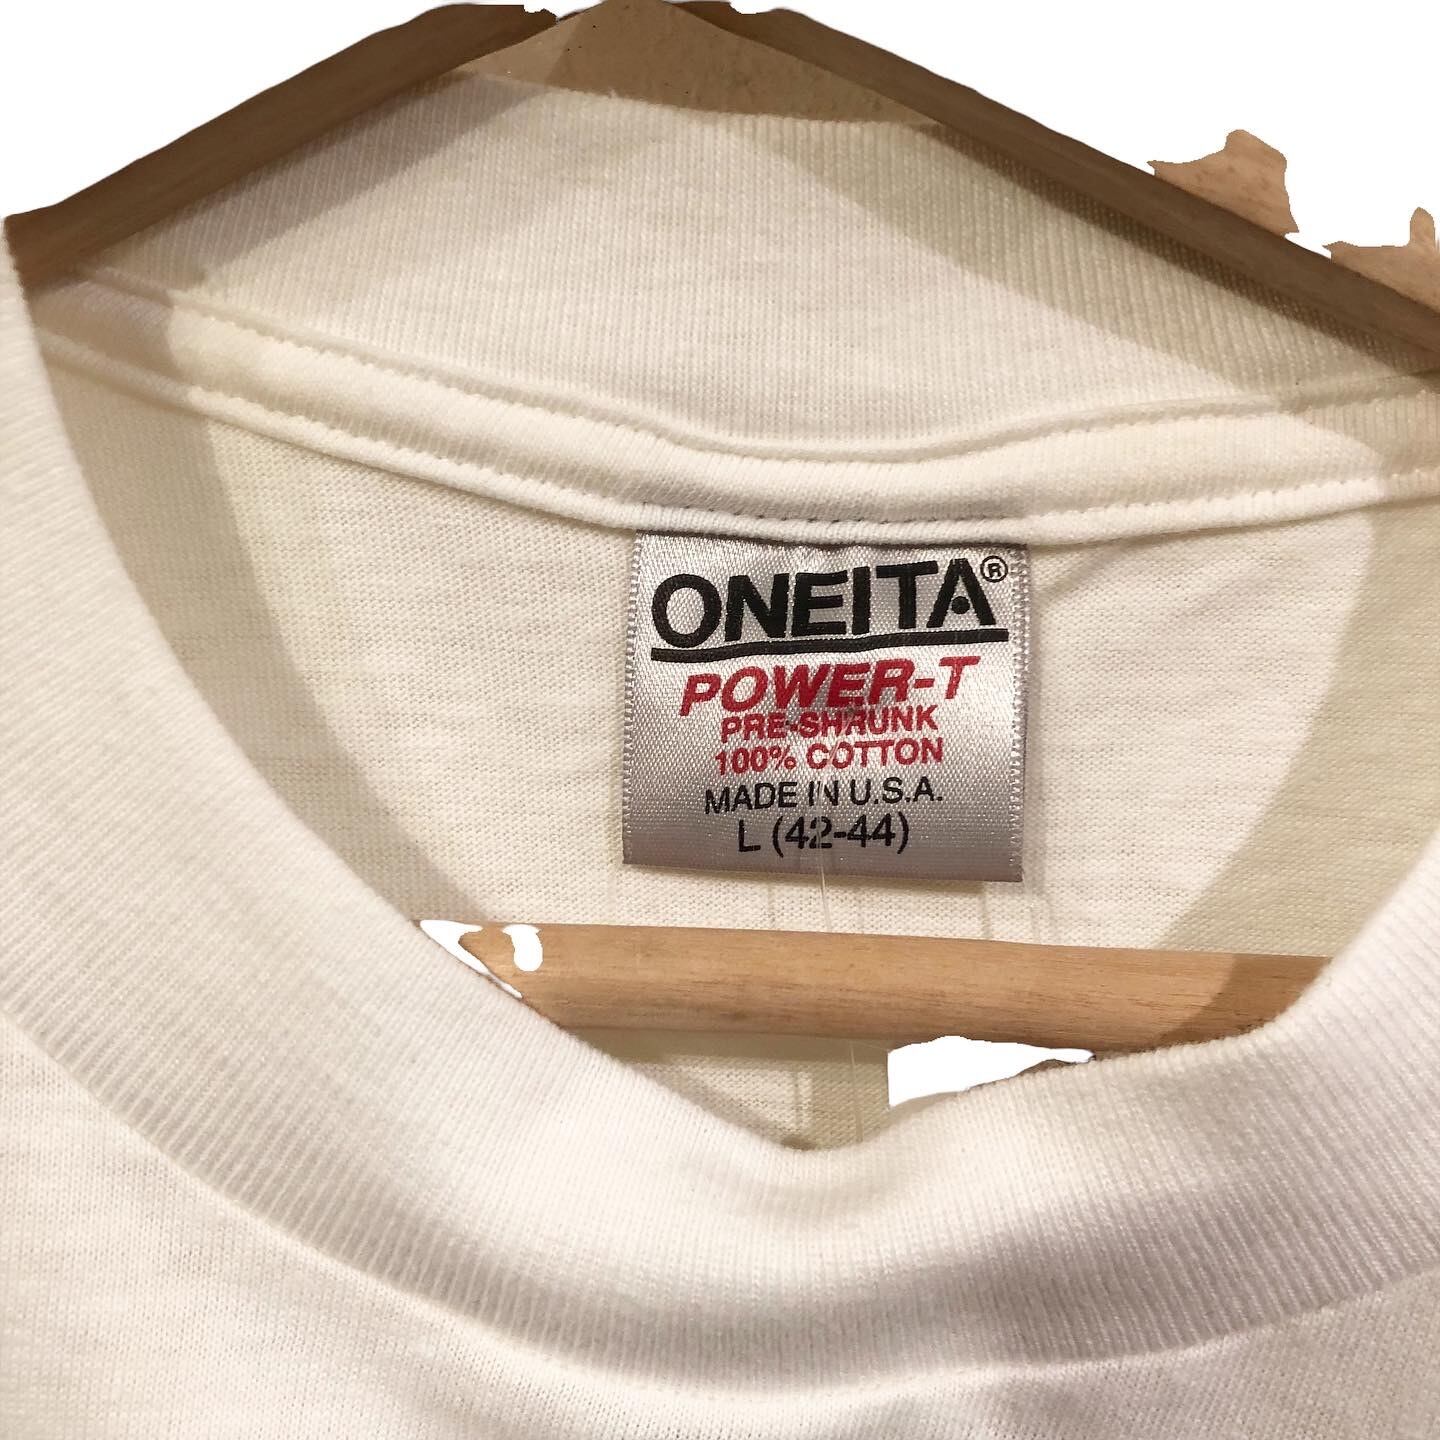 ONEITA®
POWER-T
PRE-SHRUNK
100% COTTON
MADE IN U.S.A.
L (42-44)